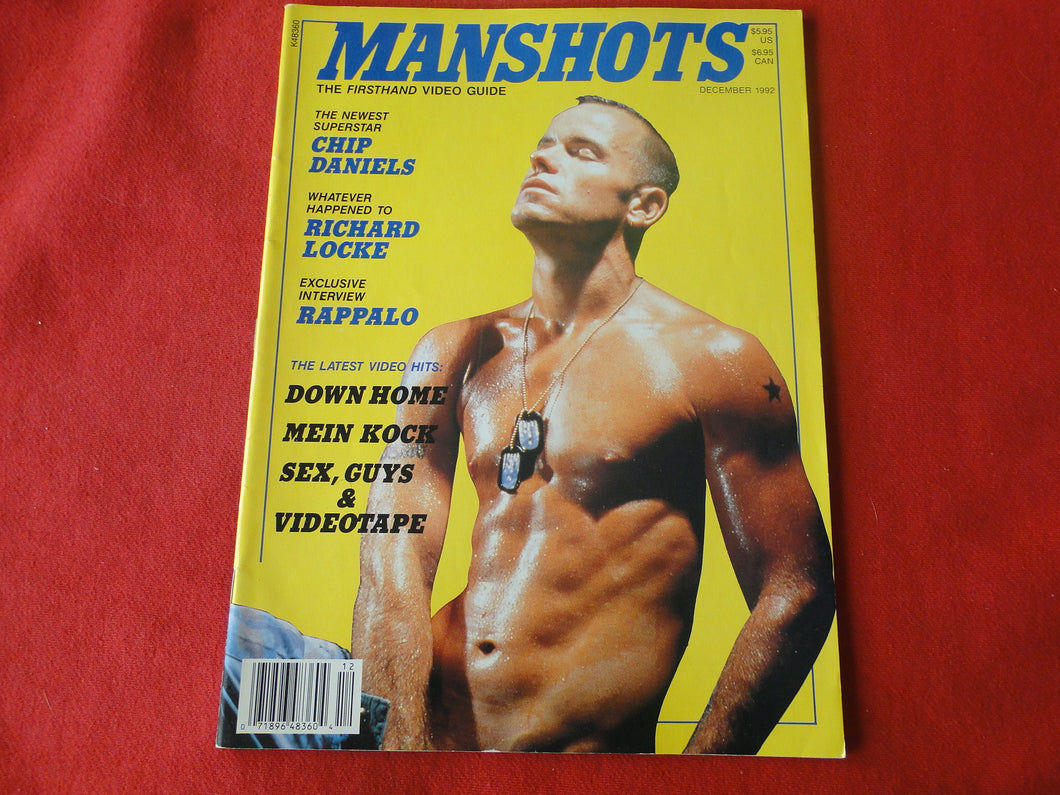 K48360
MANSHOTS
$5.95
US
$6.95
CAN
THE FIRSTHAND VIDEO GUIDE
DECEMBER 1992
THE NEWEST
SUPERSTAR
CHIP
DANIELS
WHATEVER
HAPPENED TO
RICHARD
LOCKE
EXCLUSIVE
INTERVIEW
RAPPALO
THE LATEST VIDEO HITS:
DOWN HOME
MEIN KOCK
SEX, GUYS
&
VIDEOTAPE
12
0 71896 48360 4